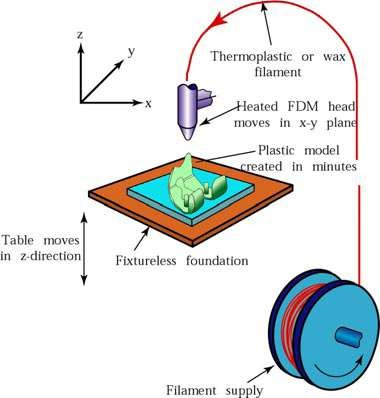 z
y
x
Thermoplastic or wax
filament
Heated FDM head
moves in x-y plane
Plastic model
created in minutes
Table moves
in z-direction
Fixtureless foundation
Filament supply